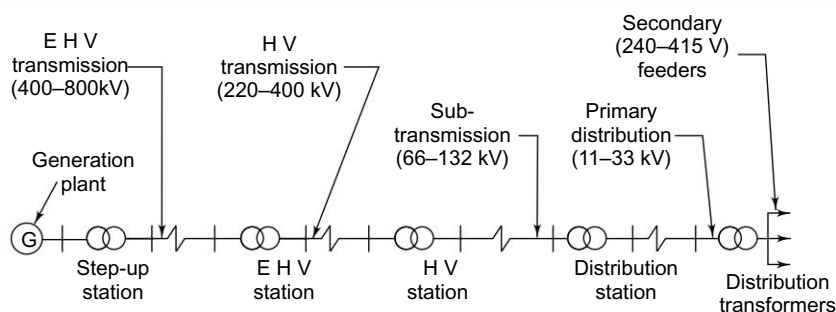 E H V
transmission
(400–800kV)
H V
transmission
(220–400 kV)
Secondary
(240–415 V)
feeders
Sub-
transmission
(66–132 kV)
Primary
distribution
(11–33 kV)
Generation
plant
G
Step-up
station
E H V
station
H V
station
Distribution
station
Distribution
transformers